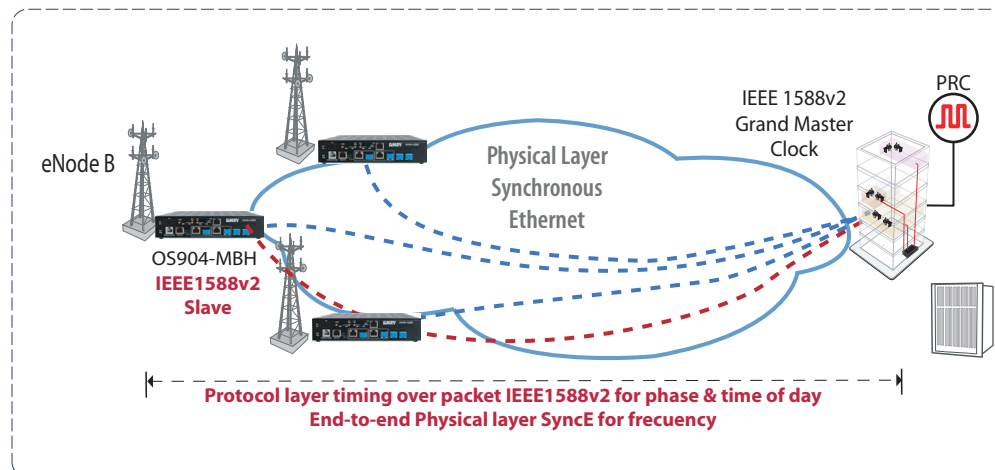 IEEE 1588v2
Grand Master
Clock
PRC
eNode B
Physical Layer
Synchronous
Ethernet
OS904-MBH
IEEE1588v2
Slave
Protocol layer timing over packet IEEE1588v2 for phase & time of day
End-to-end Physical layer SyncE for frecuency